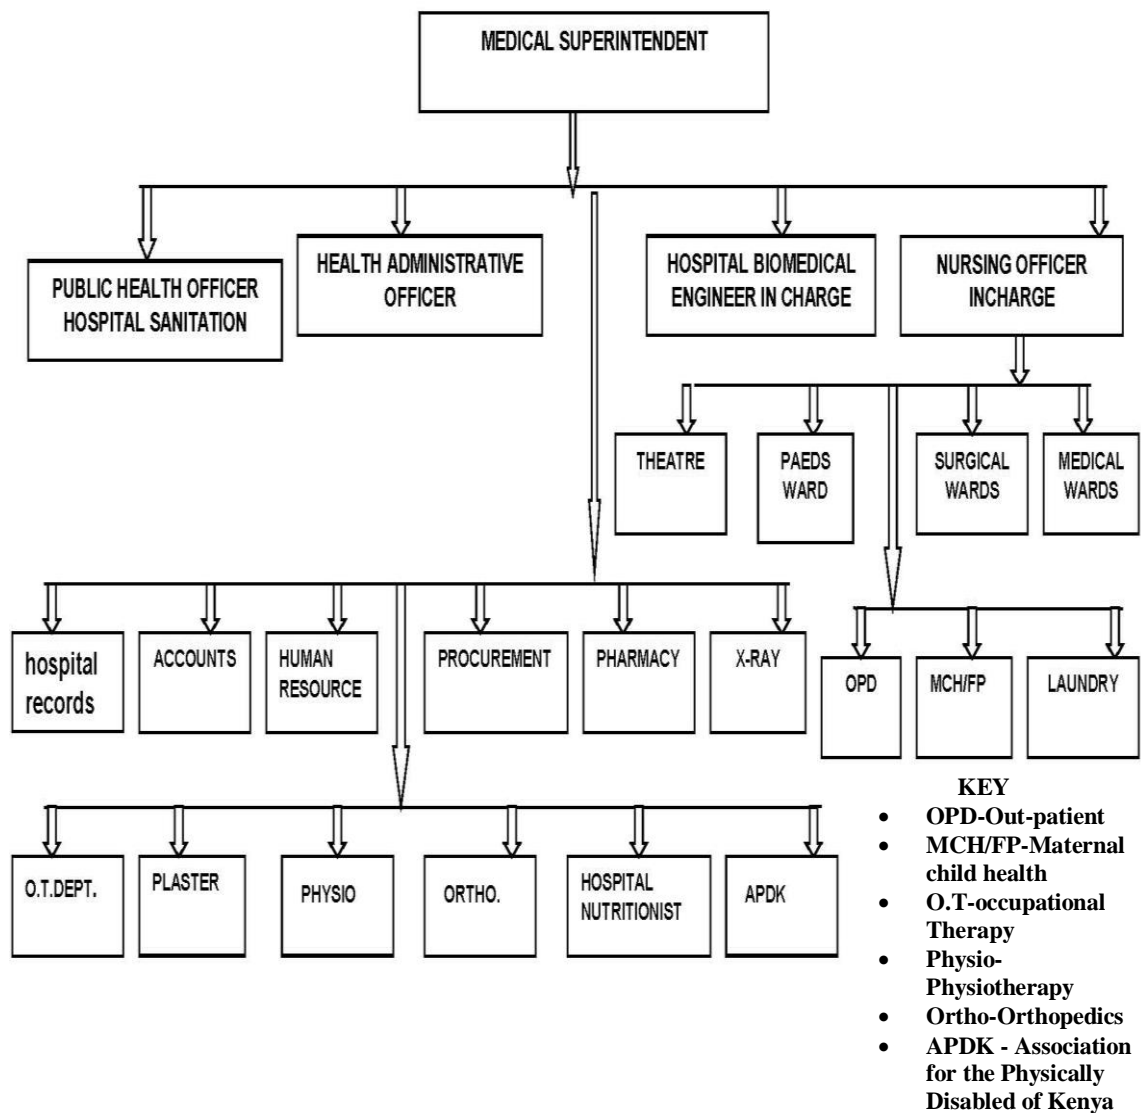 MEDICAL SUPERINTENDENT
PUBLIC HEALTH OFFICER
HOSPITAL SANITATION
HEALTH ADMINISTRATIVE
OFFICER
HOSPITAL BIOMEDICAL
ENGINEER IN CHARGE
NURSING OFFICER
INCHARGE
THEATRE
PAEDS
WARD
SURGICAL
WARDS
MEDICAL
WARDS
hospital
records
ACCOUNTS
HUMAN
RESOURCE
PROCUREMENT
PHARMACY
X-RAY
OPD
MCH/FP
LAUNDRY
O.T.DEPT.
PLASTER
PHYSIO
ORTHO.
HOSPITAL
NUTRITIONIST
APDK
KEY
• OPD-Out-patient
• MCH/FP-Maternal
child health
• O.T-occupational
Therapy
• Physio-
Physiotherapy
• Ortho-Orthopedics
• APDK - Association
for the Physically
Disabled of Kenya